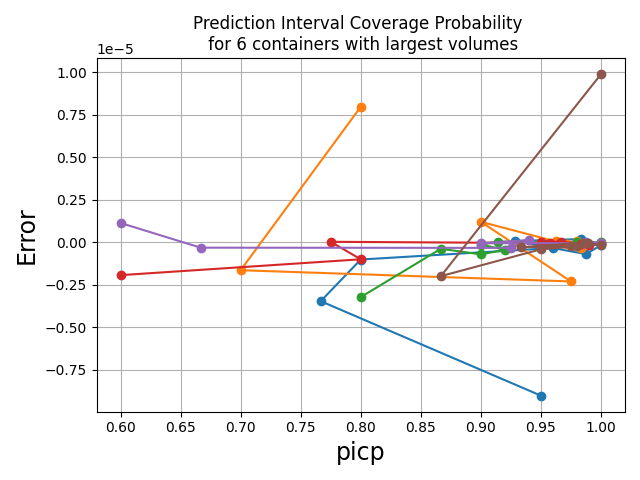 Prediction Interval Coverage Probability
for 6 containers with largest volumes
1e−5
1.00
0.75
0.50
0.25
0.00
−0.25
−0.50
−0.75
Error
0.60 0.65 0.70 0.75 0.80 0.85 0.90 0.95 1.00
picp